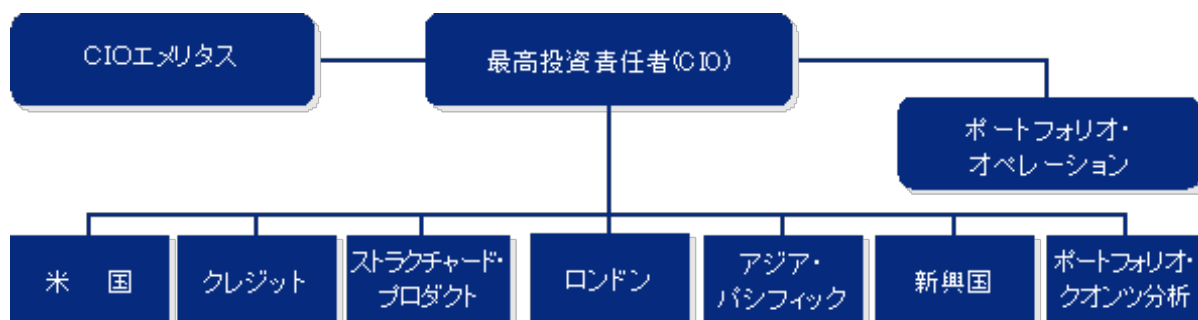 CIOエメリタス
最高投資責任者(CIO)
ポートフォリオ・
オペレーション
米　国
クレジット
ストラクチャード・
プロダクト
ロンドン
アジア・
パシフィック
新興国
ポートフォリオ・
クオンツ分析